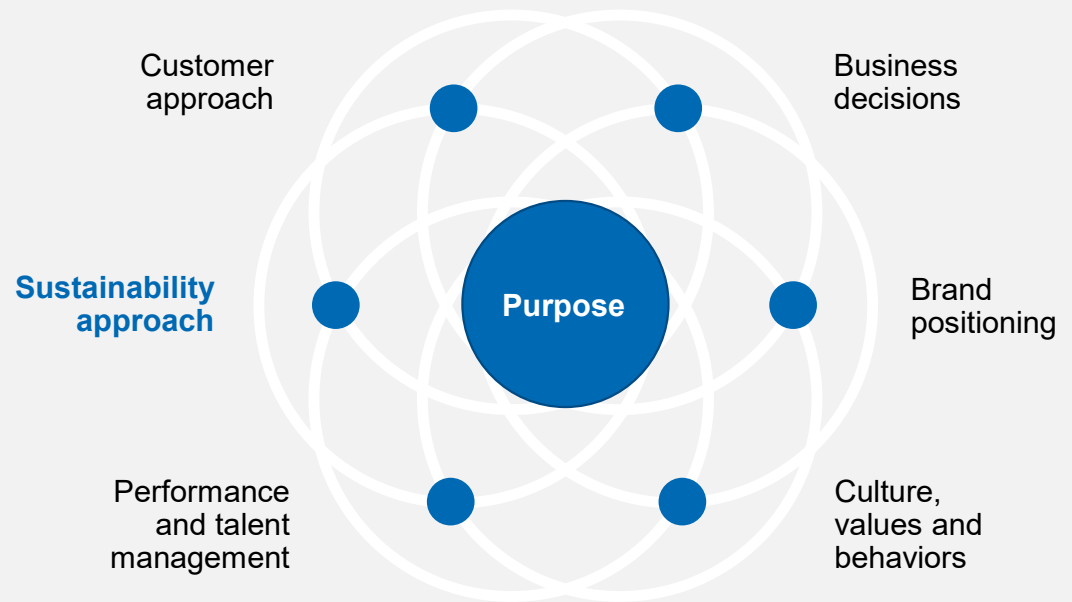 Customer
approach
Business
decisions
Sustainability
approach
Purpose
Brand
positioning
Performance
and talent
management
Culture,
values and
behaviors